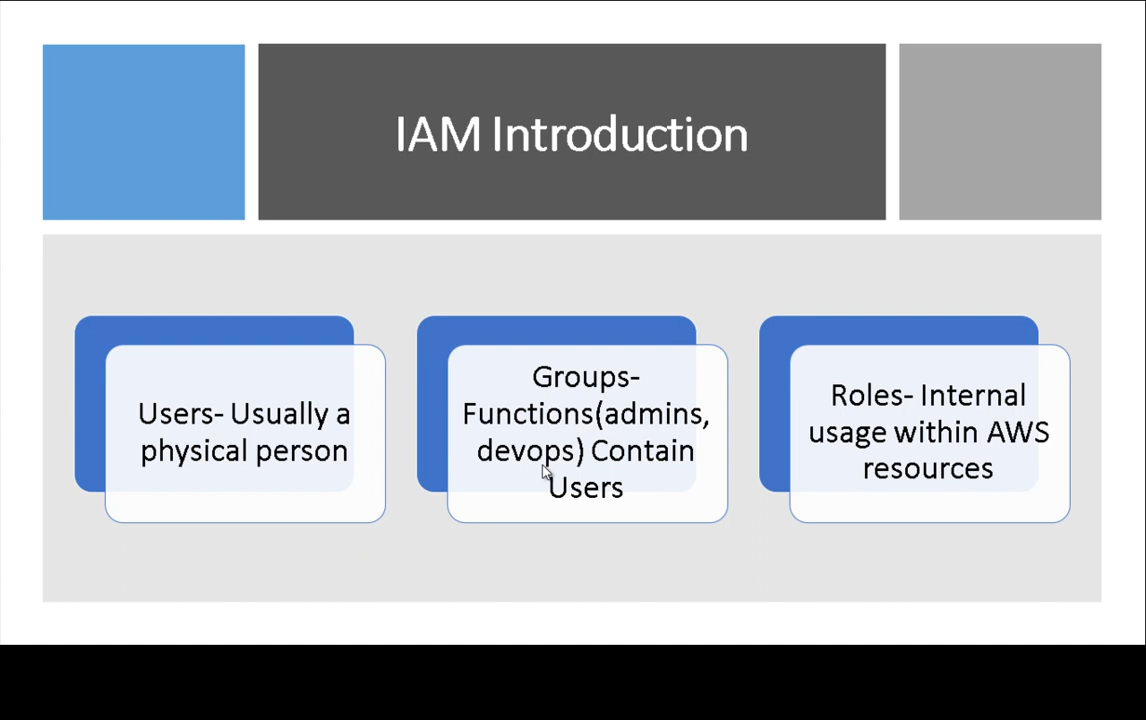 IAM Introduction
Users- Usually a
physical person
Groups-
Functions(admins,
devops) Contain
Users
Roles- Internal
usage within AWS
resources